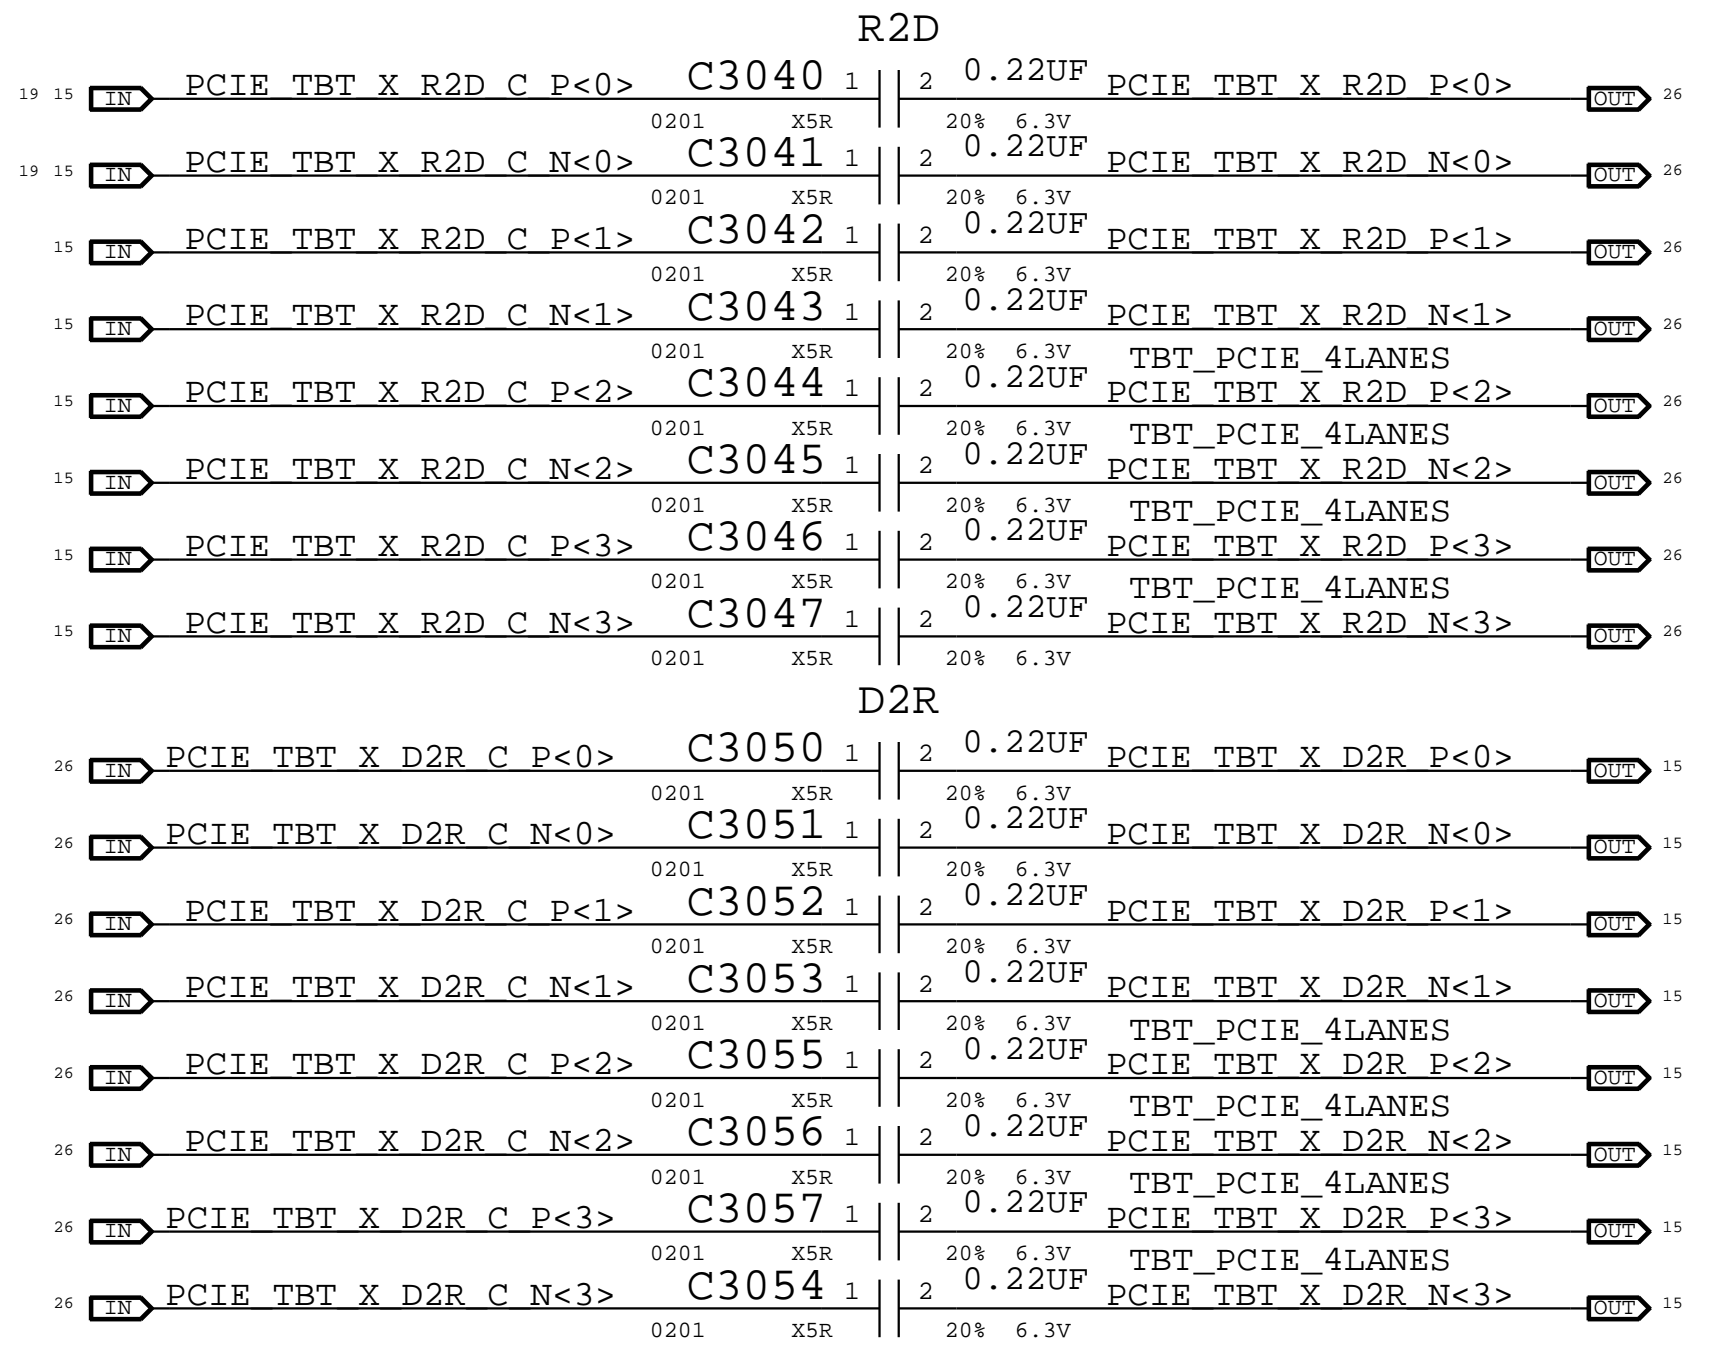 R2D
19 15 IN PCIE_TBT_X_R2D_C_P<0> C3040 1 2 0.22UF PCIE_TBT_X_R2D_P<0> OUT 26
0201 X5R 20% 6.3V
19 15 IN PCIE_TBT_X_R2D_C_N<0> C3041 1 2 0.22UF PCIE_TBT_X_R2D_N<0> OUT 26
0201 X5R 20% 6.3V
15 IN PCIE_TBT_X_R2D_C_P<1> C3042 1 2 0.22UF PCIE_TBT_X_R2D_P<1> OUT 26
0201 X5R 20% 6.3V
15 IN PCIE_TBT_X_R2D_C_N<1> C3043 1 2 0.22UF PCIE_TBT_X_R2D_N<1> OUT 26
0201 X5R 20% 6.3V TBT_PCIE_4LANES
15 IN PCIE_TBT_X_R2D_C_P<2> C3044 1 2 0.22UF PCIE_TBT_X_R2D_P<2> OUT 26
0201 X5R 20% 6.3V TBT_PCIE_4LANES
15 IN PCIE_TBT_X_R2D_C_N<2> C3045 1 2 0.22UF PCIE_TBT_X_R2D_N<2> OUT 26
0201 X5R 20% 6.3V TBT_PCIE_4LANES
15 IN PCIE_TBT_X_R2D_C_P<3> C3046 1 2 0.22UF PCIE_TBT_X_R2D_P<3> OUT 26
0201 X5R 20% 6.3V TBT_PCIE_4LANES
15 IN PCIE_TBT_X_R2D_C_N<3> C3047 1 2 0.22UF PCIE_TBT_X_R2D_N<3> OUT 26
0201 X5R 20% 6.3V
D2R
26 IN PCIE_TBT_X_D2R_C_P<0> C3050 1 2 0.22UF PCIE_TBT_X_D2R_P<0> OUT 15
0201 X5R 20% 6.3V
26 IN PCIE_TBT_X_D2R_C_N<0> C3051 1 2 0.22UF PCIE_TBT_X_D2R_N<0> OUT 15
0201 X5R 20% 6.3V
26 IN PCIE_TBT_X_D2R_C_P<1> C3052 1 2 0.22UF PCIE_TBT_X_D2R_P<1> OUT 15
0201 X5R 20% 6.3V
26 IN PCIE_TBT_X_D2R_C_N<1> C3053 1 2 0.22UF PCIE_TBT_X_D2R_N<1> OUT 15
0201 X5R 20% 6.3V TBT_PCIE_4LANES
26 IN PCIE_TBT_X_D2R_C_P<2> C3055 1 2 0.22UF PCIE_TBT_X_D2R_P<2> OUT 15
0201 X5R 20% 6.3V TBT_PCIE_4LANES
26 IN PCIE_TBT_X_D2R_C_N<2> C3056 1 2 0.22UF PCIE_TBT_X_D2R_N<2> OUT 15
0201 X5R 20% 6.3V TBT_PCIE_4LANES
26 IN PCIE_TBT_X_D2R_C_P<3> C3057 1 2 0.22UF PCIE_TBT_X_D2R_P<3> OUT 15
0201 X5R 20% 6.3V TBT_PCIE_4LANES
26 IN PCIE_TBT_X_D2R_C_N<3> C3054 1 2 0.22UF PCIE_TBT_X_D2R_N<3> OUT 15
0201 X5R 20% 6.3V